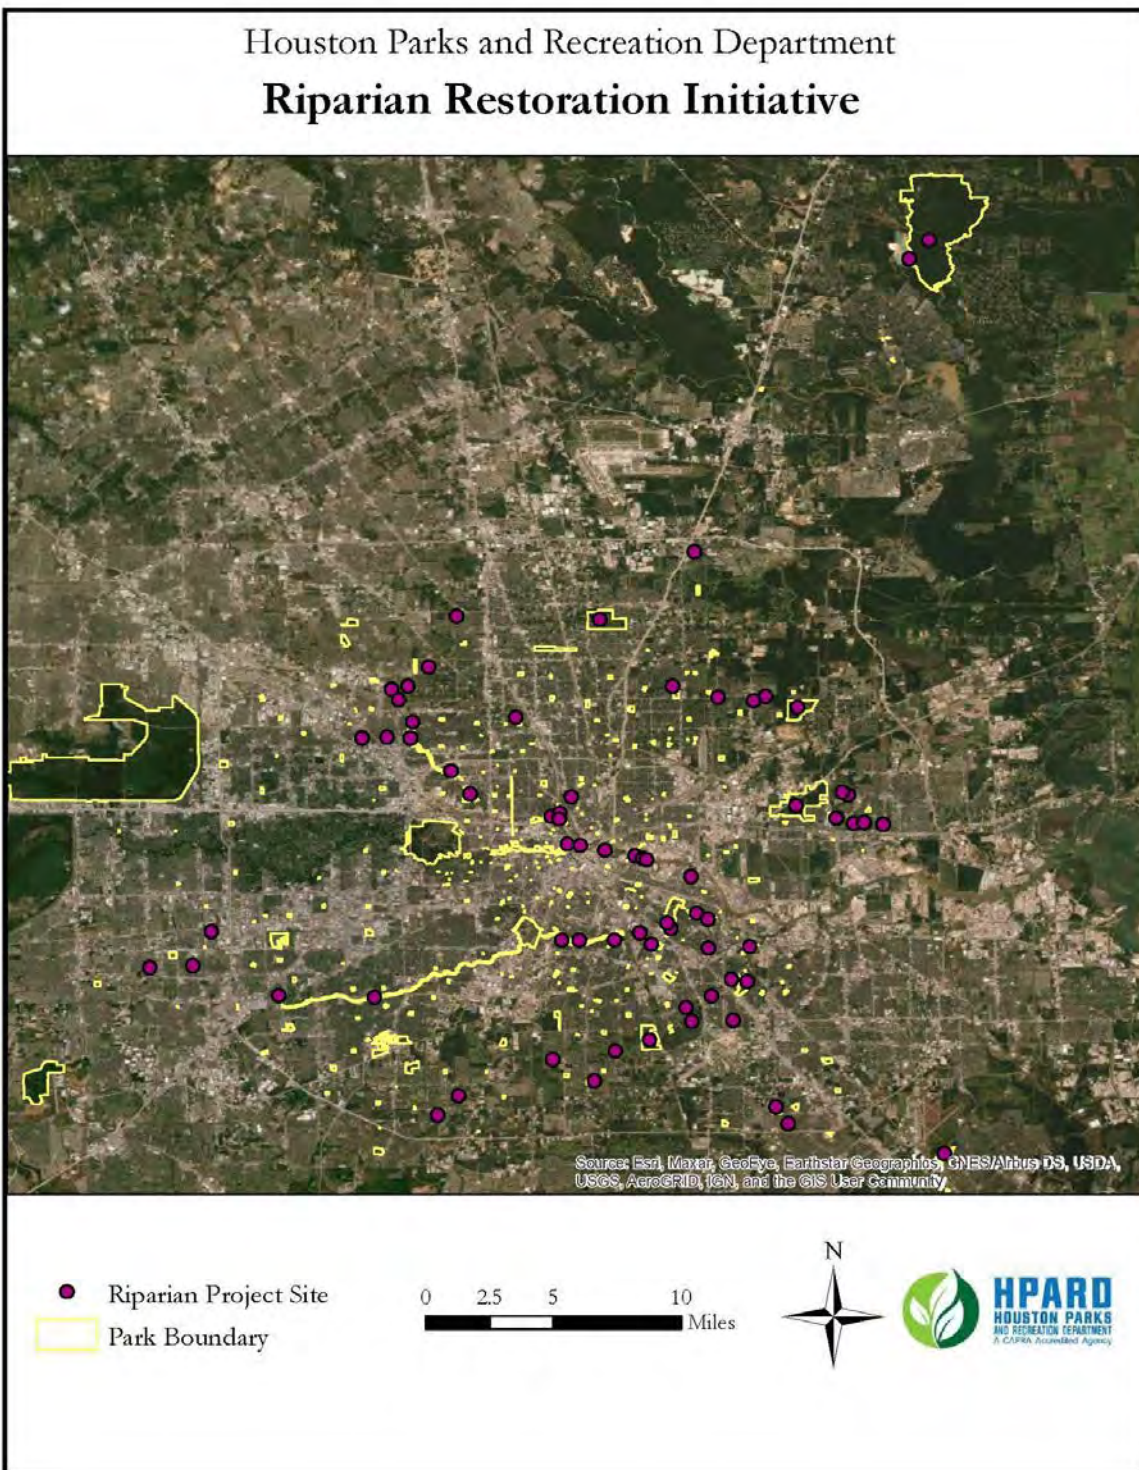 Houston Parks and Recreation Department
Riparian Restoration Initiative
Source: Esri, Maxar, GeoEye, Earthstar Geographics, CNES/Airbus DS, USDA,
USGS, AeroGRID, IGN, and the GIS User Community
Riparian Project Site
Park Boundary
0 2.5 5 10
Miles
N
HPARD
HOUSTON PARKS
AND RECREATION DEPARTMENT
A CAPRA Accredited Agency